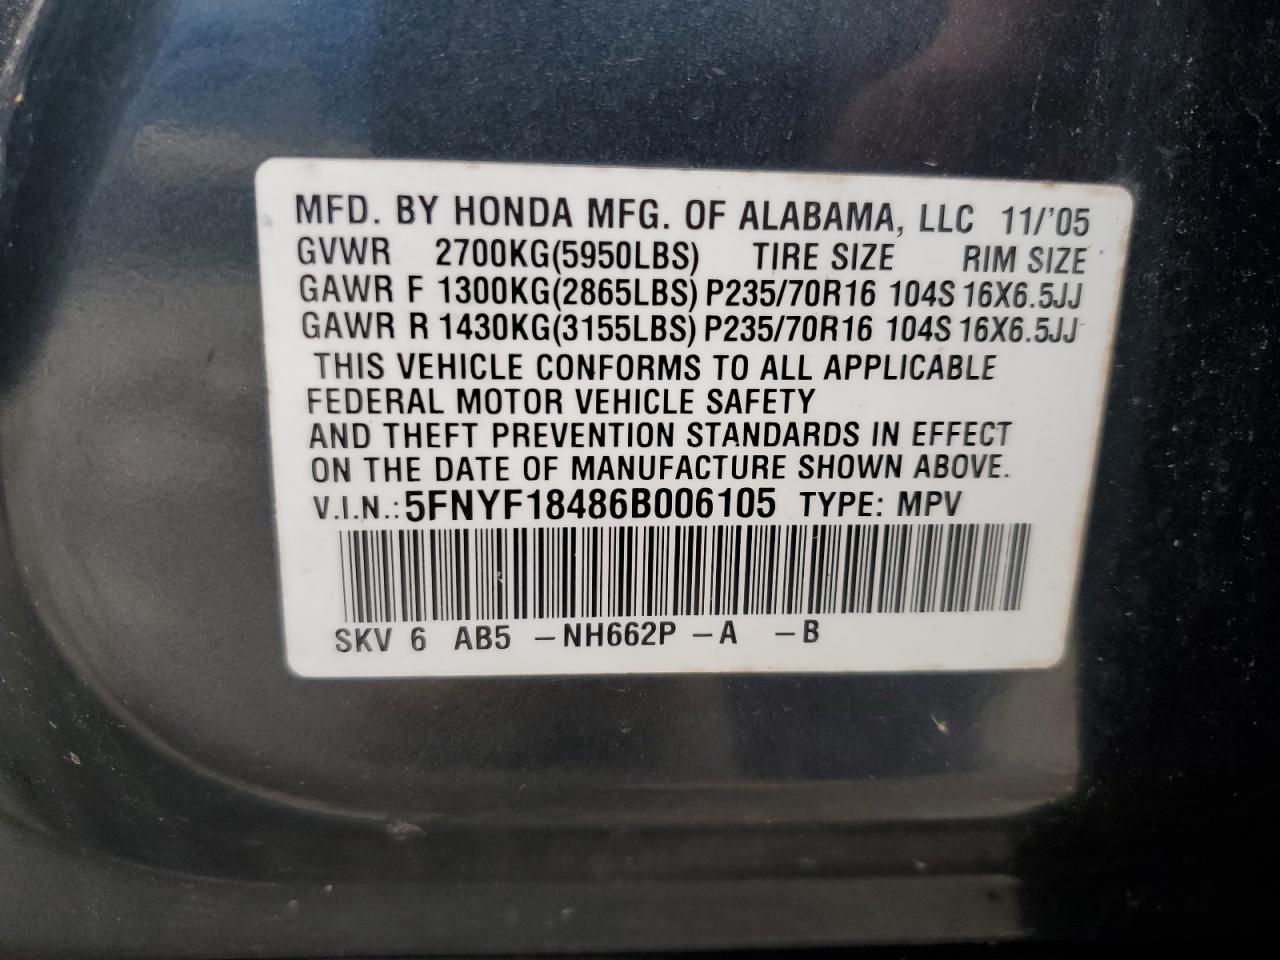 MFD. BY HONDA MFG. OF ALABAMA, LLC 11/'05
GVWR 2700KG(5950LBS) TIRE SIZE RIM SIZE
GAWR F 1300KG(2865LBS) P235/70R16 104S 16X6.5JJ
GAWR R 1430KG(3155LBS) P235/70R16 104S 16X6.5JJ
THIS VEHICLE CONFORMS TO ALL APPLICABLE
FEDERAL MOTOR VEHICLE SAFETY
AND THEFT PREVENTION STANDARDS IN EFFECT
ON THE DATE OF MANUFACTURE SHOWN ABOVE.
V.I.N.: 5FNYF18486B006105 TYPE: MPV
SKV 6 AB5 –NH662P –A –B